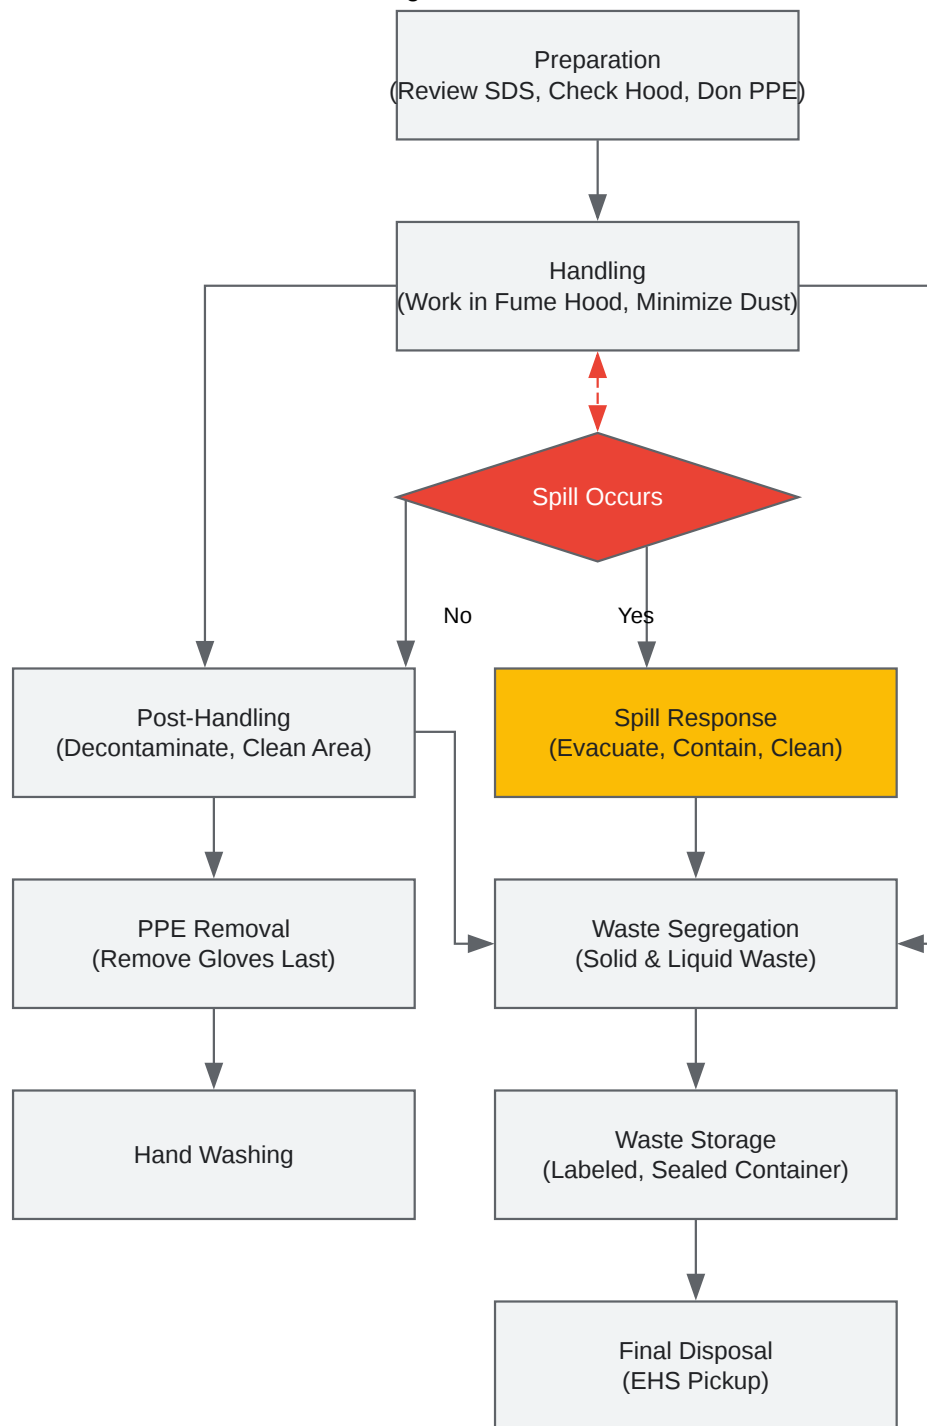 Preparation
(Review SDS, Check Hood, Don PPE)
Handling
(Work in Fume Hood, Minimize Dust)
Spill Occurs
No
Yes
Post-Handling
(Decontaminate, Clean Area)
Spill Response
(Evacuate, Contain, Clean)
PPE Removal
(Remove Gloves Last)
Waste Segregation
(Solid & Liquid Waste)
Hand Washing
Waste Storage
(Labeled, Sealed Container)
Final Disposal
(EHS Pickup)